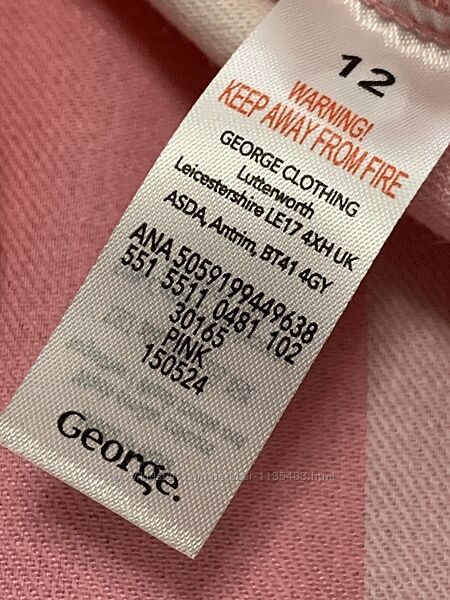 12
WARNING!
KEEP AWAY FROM FIRE
GEORGE CLOTHING
Lutterworth
Leicestershire LE17 4XH UK
ASDA, Antrim, BT41 4GY
ANA 5059199449638
551 5511 0481 102
30165
PINK
150524
George.